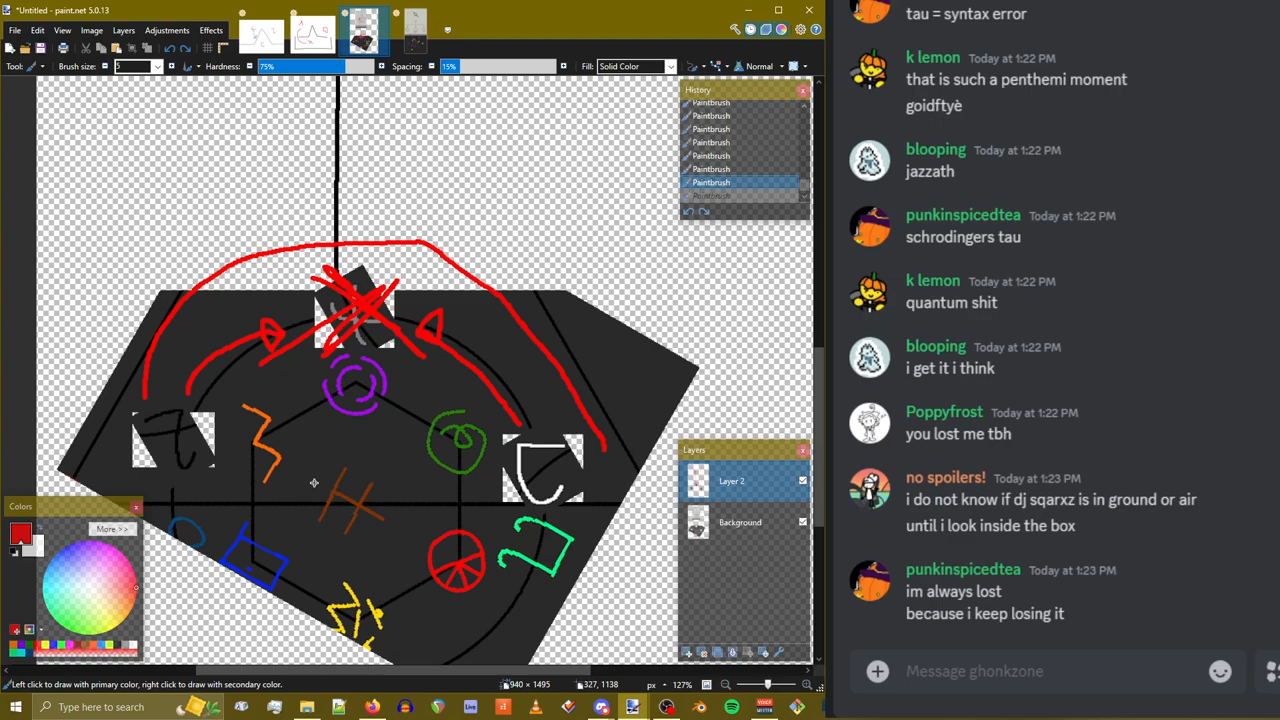 *Untitled - paint.net 5.0.13
File Edit View Image Layers Adjustments Effects
Tool: Brush size: 5 Hardness: 75% Spacing: 15% Fill: Solid Color Normal
History
Paintbrush
Paintbrush
Paintbrush
Paintbrush
Paintbrush
Paintbrush
Paintbrush
Paintbrush
Layers
Layer 2
Background
Colors
More >>
Left click to draw with primary color, right click to draw with secondary color.
940 × 1495
327, 1138
px
127%
Type here to search
tau = syntax error
k lemon Today at 1:22 PM
that is such a penthemi moment
goidftyè
blooping Today at 1:22 PM
jazzath
punkinspicedtea Today at 1:22 PM
schrodingers tau
k lemon Today at 1:22 PM
quantum shit
blooping Today at 1:22 PM
i get it i think
Poppyfrost Today at 1:22 PM
you lost me tbh
no spoilers! Today at 1:22 PM
i do not know if dj sqarxz is in ground or air
until i look inside the box
punkinspicedtea Today at 1:23 PM
im always lost
because i keep losing it
Message ghonkzone